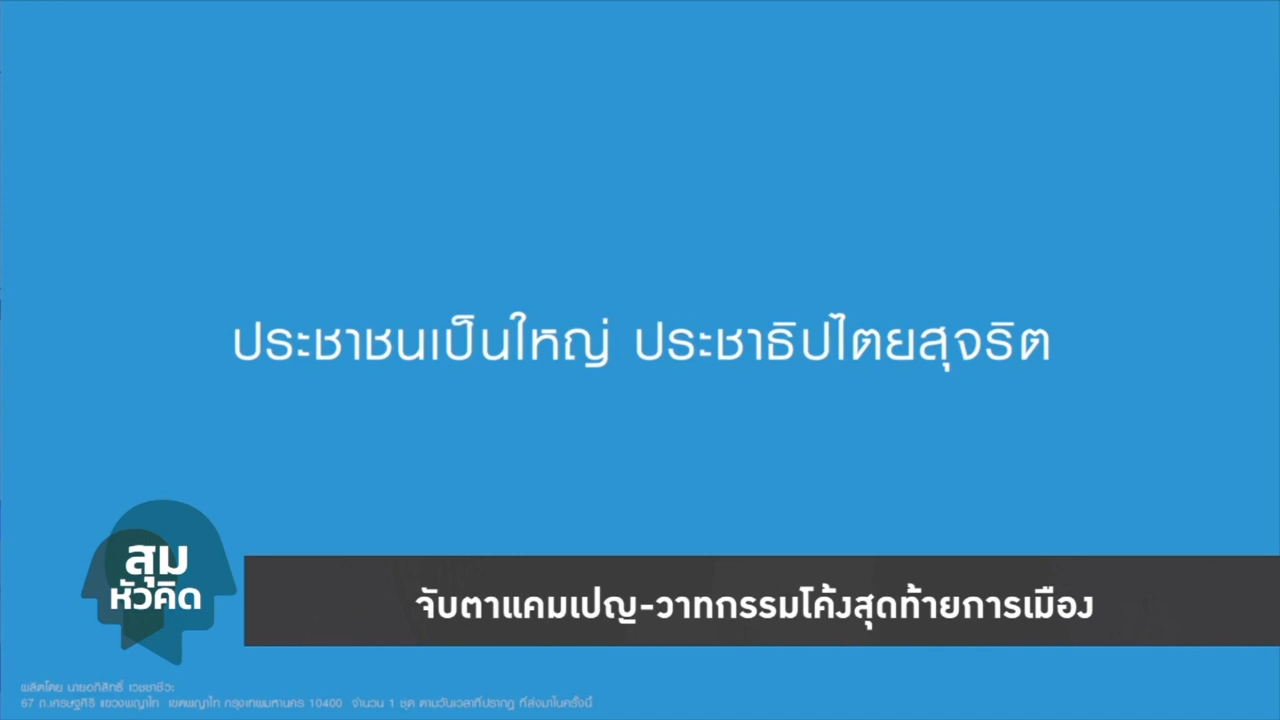 ประชาชนเป็นใหญ่ ประชาธิปไตยสุจริต
สุม
หัวคิด
จับตาแคมเปญ-วาทกรรมโค้งสุดท้ายการเมือง
ผลิตโดย นายอภิสิทธิ์ เวชชาชีวะ
67 ถ.เศรษฐศิริ แขวงพญาไท เขตพญาไท กรุงเทพมหานคร 10400 จำนวน 1 ชุด ตามวันเวลาที่ปรากฏ ที่ส่งมาในครั้งนี้